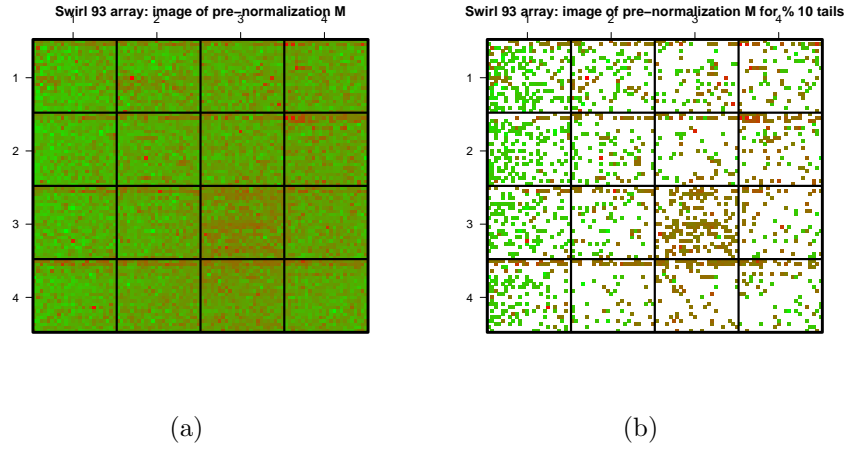 Swirl 93 array: image of pre−normalization M
1 2 3 4
1
2
3
4
(a)
Swirl 93 array: image of pre−normalization M for % 10 tails
1 2 3 4
1
2
3
4
(b)